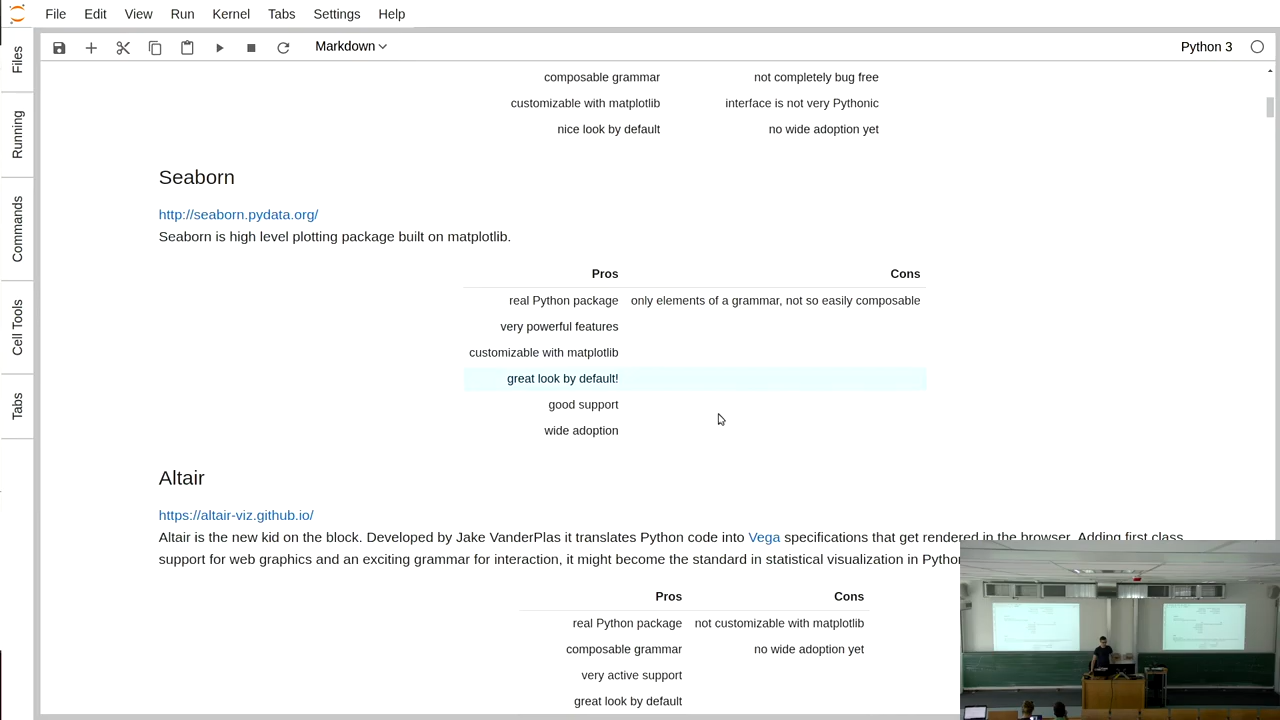 File Edit View Run Kernel Tabs Settings Help
Markdown
Python 3
Files
Running
Commands
Cell Tools
Tabs
composable grammar not completely bug free
customizable with matplotlib interface is not very Pythonic
nice look by default no wide adoption yet
Seaborn
http://seaborn.pydata.org/
Seaborn is high level plotting package built on matplotlib.
Pros Cons
real Python package only elements of a grammar, not so easily composable
very powerful features
customizable with matplotlib
great look by default!
good support
wide adoption
Altair
https://altair-viz.github.io/
Altair is the new kid on the block. Developed by Jake VanderPlas it translates Python code into Vega specifications that get rendered in the browser. Adding first class
support for web graphics and an exciting grammar for interaction, it might become the standard in statistical visualization in
Pros Cons
real Python package not customizable with matplotlib
composable grammar no wide adoption yet
very active support
great look by default